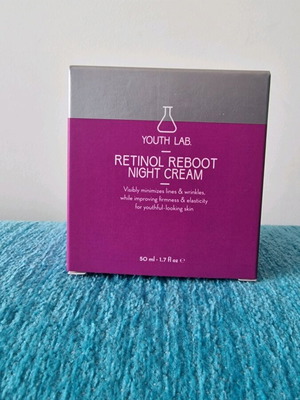 YOUTH LAB.
RETINOL REBOOT
NIGHT CREAM
Visibly minimizes lines & wrinkles,
while improving firmness & elasticity
for youthful-looking skin
50 ml · 1.7 fl oz ℮